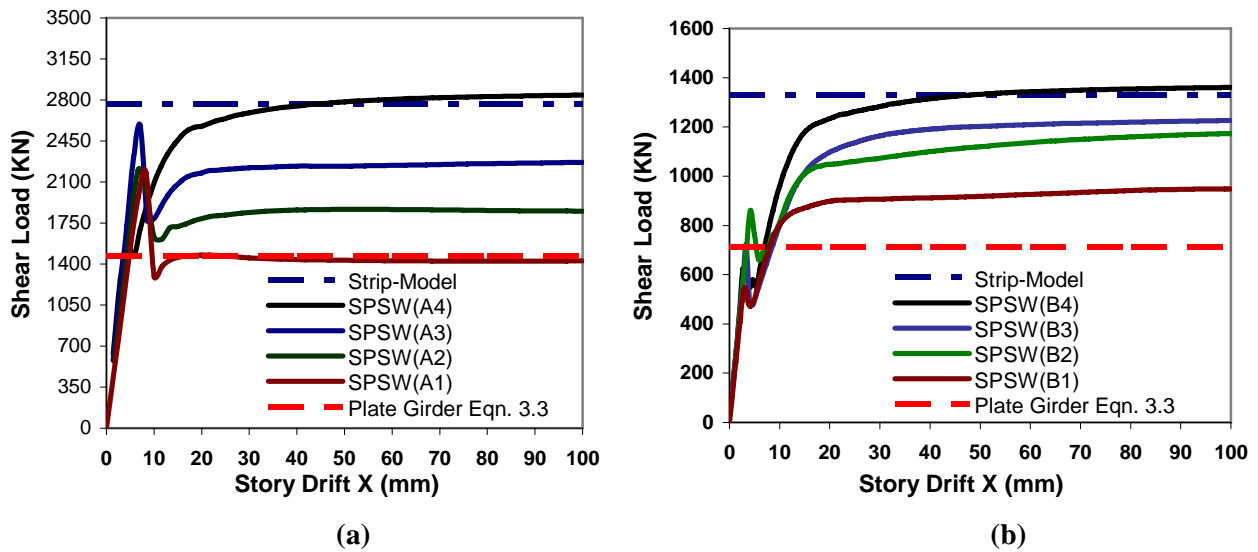 3500
3150
2800
2450
2100
1750
1400
1050
700
350
0
Shear Load (KN)
Strip-Model
SPSW(A4)
SPSW(A3)
SPSW(A2)
SPSW(A1)
Plate Girder Eqn. 3.3
0 10 20 30 40 50 60 70 80 90 100
Story Drift X (mm)
(a)
1600
1400
1200
1000
800
600
400
200
0
Shear Load (KN)
Strip-Model
SPSW(B4)
SPSW(B3)
SPSW(B2)
SPSW(B1)
Plate Girder Eqn. 3.3
0 10 20 30 40 50 60 70 80 90 100
Story Drift X (mm)
(b)